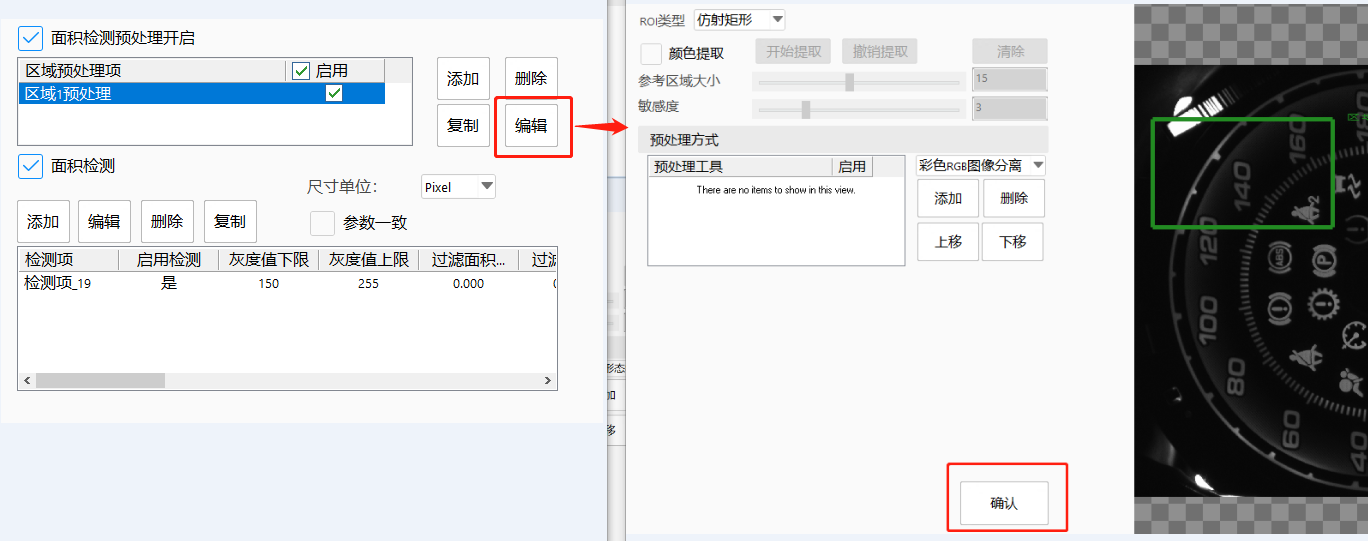 面积检测预处理开启
区域预处理项 启用
区域1预处理
添加 删除
复制 编辑
面积检测
尺寸单位: Pixel
添加 编辑 删除 复制
参数一致
检测项 启用检测 灰度值下限 灰度值上限 过滤面积...
检测项_19 是 150 255 0.000
形态
ROI类型 仿射矩形
颜色提取 开始提取 撤销提取 清除
参考区域大小 15
敏感度 3
预处理方式
预处理工具 启用
There are no items to show in this view.
彩色RGB图像分离
添加 删除
上移 下移
确认
180
160
140
120
100
80
60
2
ABS
P